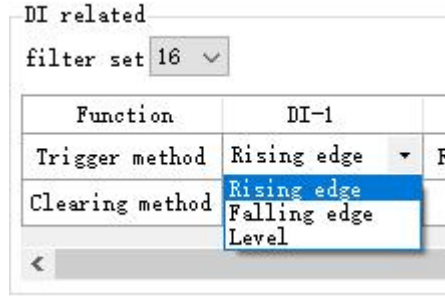 DI related
filter set 16
Function DI-1
Trigger method Rising edge
Rising edge
Clearing method Falling edge
Level